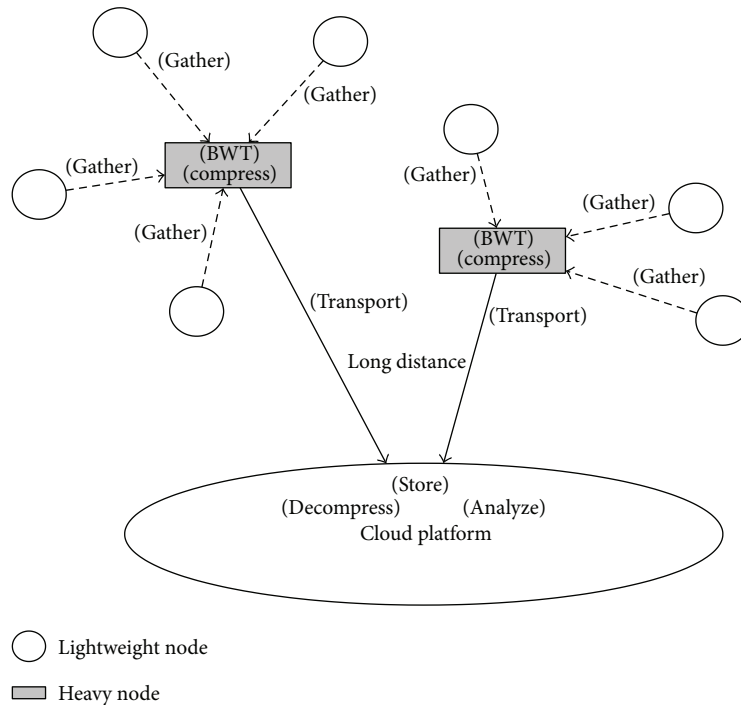 (Gather)
(Gather)
(BWT)
(compress)
(Gather)
(Gather)
(Gather)
(Gather)
(BWT)
(compress)
(Gather)
(Transport)
(Transport)
Long distance
(Store)
(Decompress)
(Analyze)
Cloud platform
Lightweight node
Heavy node